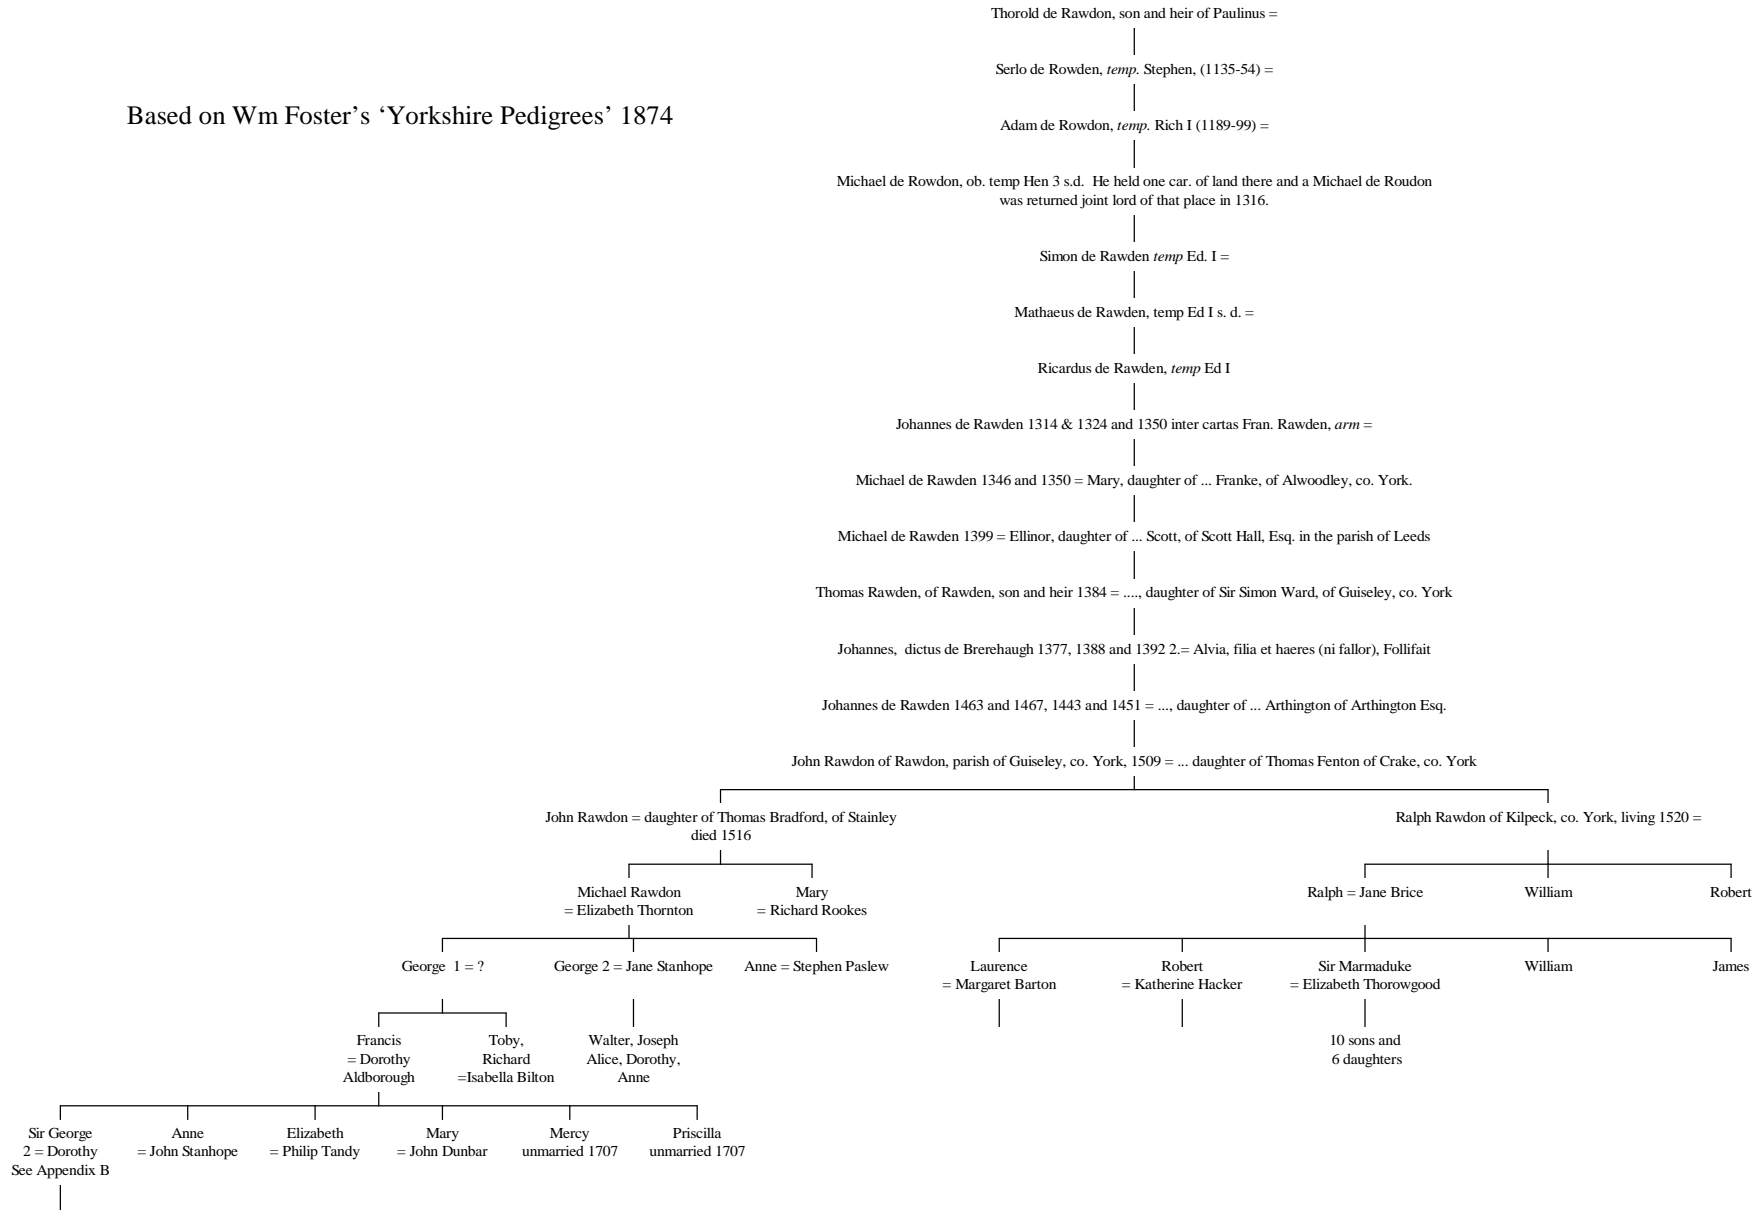 Thorold de Rawdon, son and heir of Paulinus =
Serlo de Rowden, temp. Stephen, (1135-54) =
Based on Wm Foster's ‘Yorkshire Pedigrees’ 1874
Adam de Rowdon, temp. Rich I (1189-99) =
Michael de Rowdon, ob. temp Hen 3 s.d. He held one car. of land there and a Michael de Roudon
was returned joint lord of that place in 1316.
Simon de Rawden temp Ed. I =
Mathaeus de Rawden, temp Ed I s. d. =
Ricardus de Rawden, temp Ed I
Johannes de Rawden 1314 & 1324 and 1350 inter cartas Fran. Rawden, arm =
Michael de Rawden 1346 and 1350 = Mary, daughter of ... Franke, of Alwoodley, co. York.
Michael de Rawden 1399 = Ellinor, daughter of ... Scott, of Scott Hall, Esq. in the parish of Leeds
Thomas Rawden, of Rawden, son and heir 1384 = ...., daughter of Sir Simon Ward, of Guiseley, co. York
Johannes, dictus de Brerehaugh 1377, 1388 and 1392 2.= Alvia, filia et haeres (ni fallor), Follifait
Johannes de Rawden 1463 and 1467, 1443 and 1451 = ..., daughter of ... Arthington of Arthington Esq.
John Rawdon of Rawdon, parish of Guiseley, co. York, 1509 = ... daughter of Thomas Fenton of Crake, co. York
John Rawdon = daughter of Thomas Bradford, of Stainley
died 1516
Ralph Rawdon of Kilpeck, co. York, living 1520 =
Michael Rawdon
= Elizabeth Thornton
Mary
= Richard Rookes
Ralph = Jane Brice
William
Robert
George 1 = ?
George 2 = Jane Stanhope
Anne = Stephen Paslew
Laurence
= Margaret Barton
Robert
= Katherine Hacker
Sir Marmaduke
= Elizabeth Thorowgood
William
James
Francis
= Dorothy
Aldborough
Toby,
Richard
=Isabella Bilton
Walter, Joseph
Alice, Dorothy,
Anne
10 sons and
6 daughters
Sir George
2 = Dorothy
See Appendix B
Anne
= John Stanhope
Elizabeth
= Philip Tandy
Mary
= John Dunbar
Mercy
unmarried 1707
Priscilla
unmarried 1707